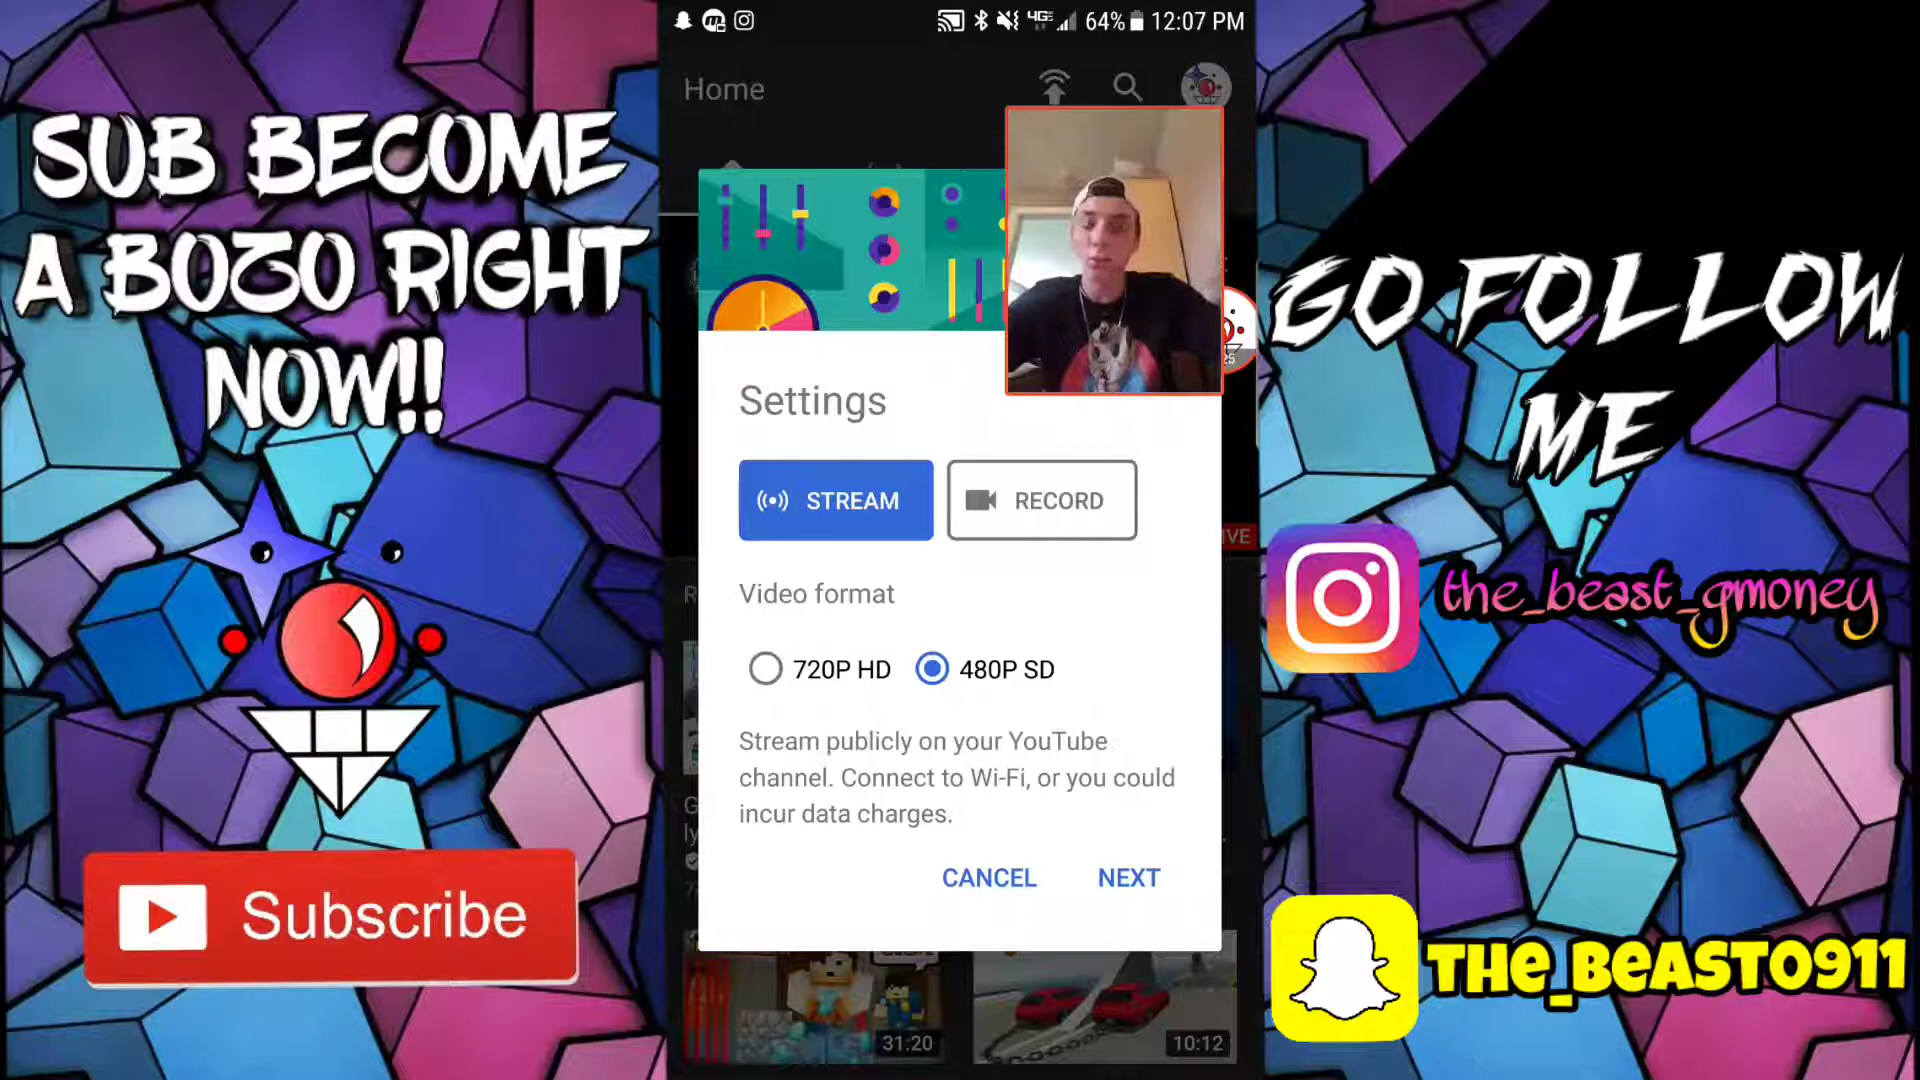 64% 12:07 PM
Home
SUB BECOME
A BOZO RIGHT
NOW!!
Settings
STREAM
RECORD
Video format
720P HD
480P SD
Stream publicly on your YouTube
channel. Connect to Wi-Fi, or you could
incur data charges.
CANCEL
NEXT
31:20
10:12
Subscribe
GO FOLLOW
ME
the_beast_gmoney
THE_BEAST0911